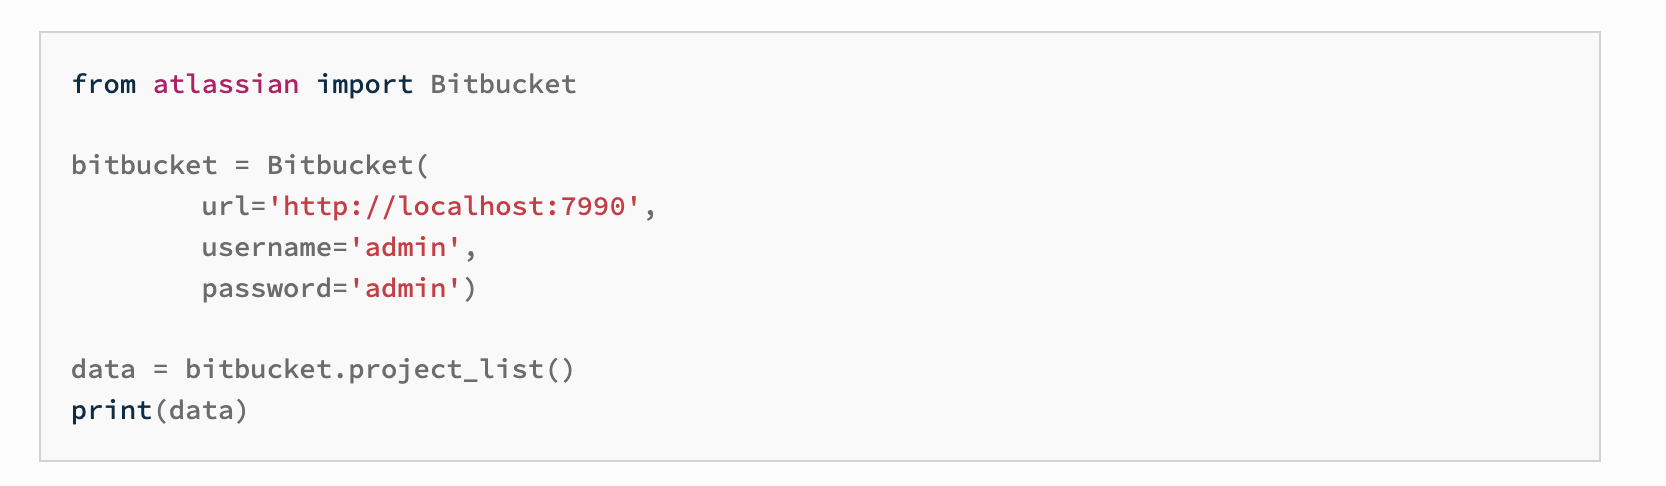 from atlassian import Bitbucket

bitbucket = Bitbucket(
        url='http://localhost:7990',
        username='admin',
        password='admin')

data = bitbucket.project_list()
print(data)